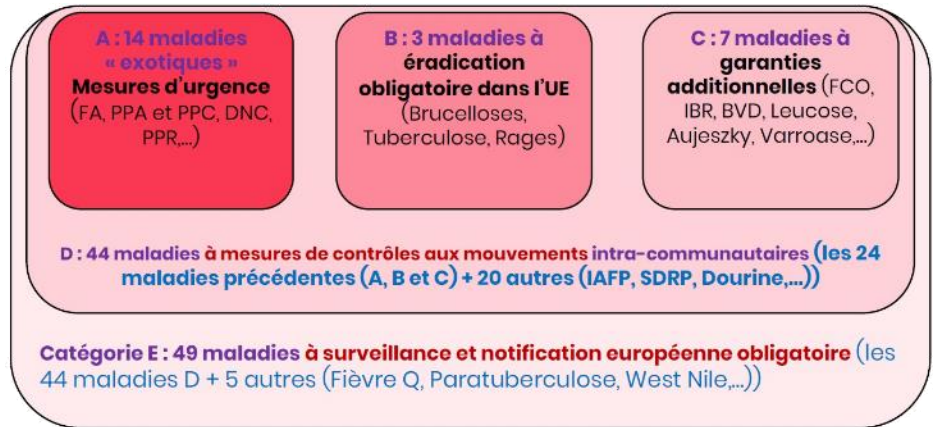 A : 14 maladies
« exotiques »
Mesures d'urgence
(FA, PPA et PPC, DNC,
PPR,...)
B : 3 maladies à
éradication
obligatoire dans l'UE
(Brucelloses,
Tuberculose, Rages)
C : 7 maladies à
garanties
additionnelles (FCO,
IBR, BVD, Leucose,
Aujeszky, Varroase,...)
D : 44 maladies à mesures de contrôles aux mouvements intra-communautaires (les 24
maladies précédentes (A, B et C) + 20 autres (IAFP, SDRP, Dourine,...))
Catégorie E : 49 maladies à surveillance et notification européenne obligatoire (les
44 maladies D + 5 autres (Fièvre Q, Paratuberculose, West Nile,...))